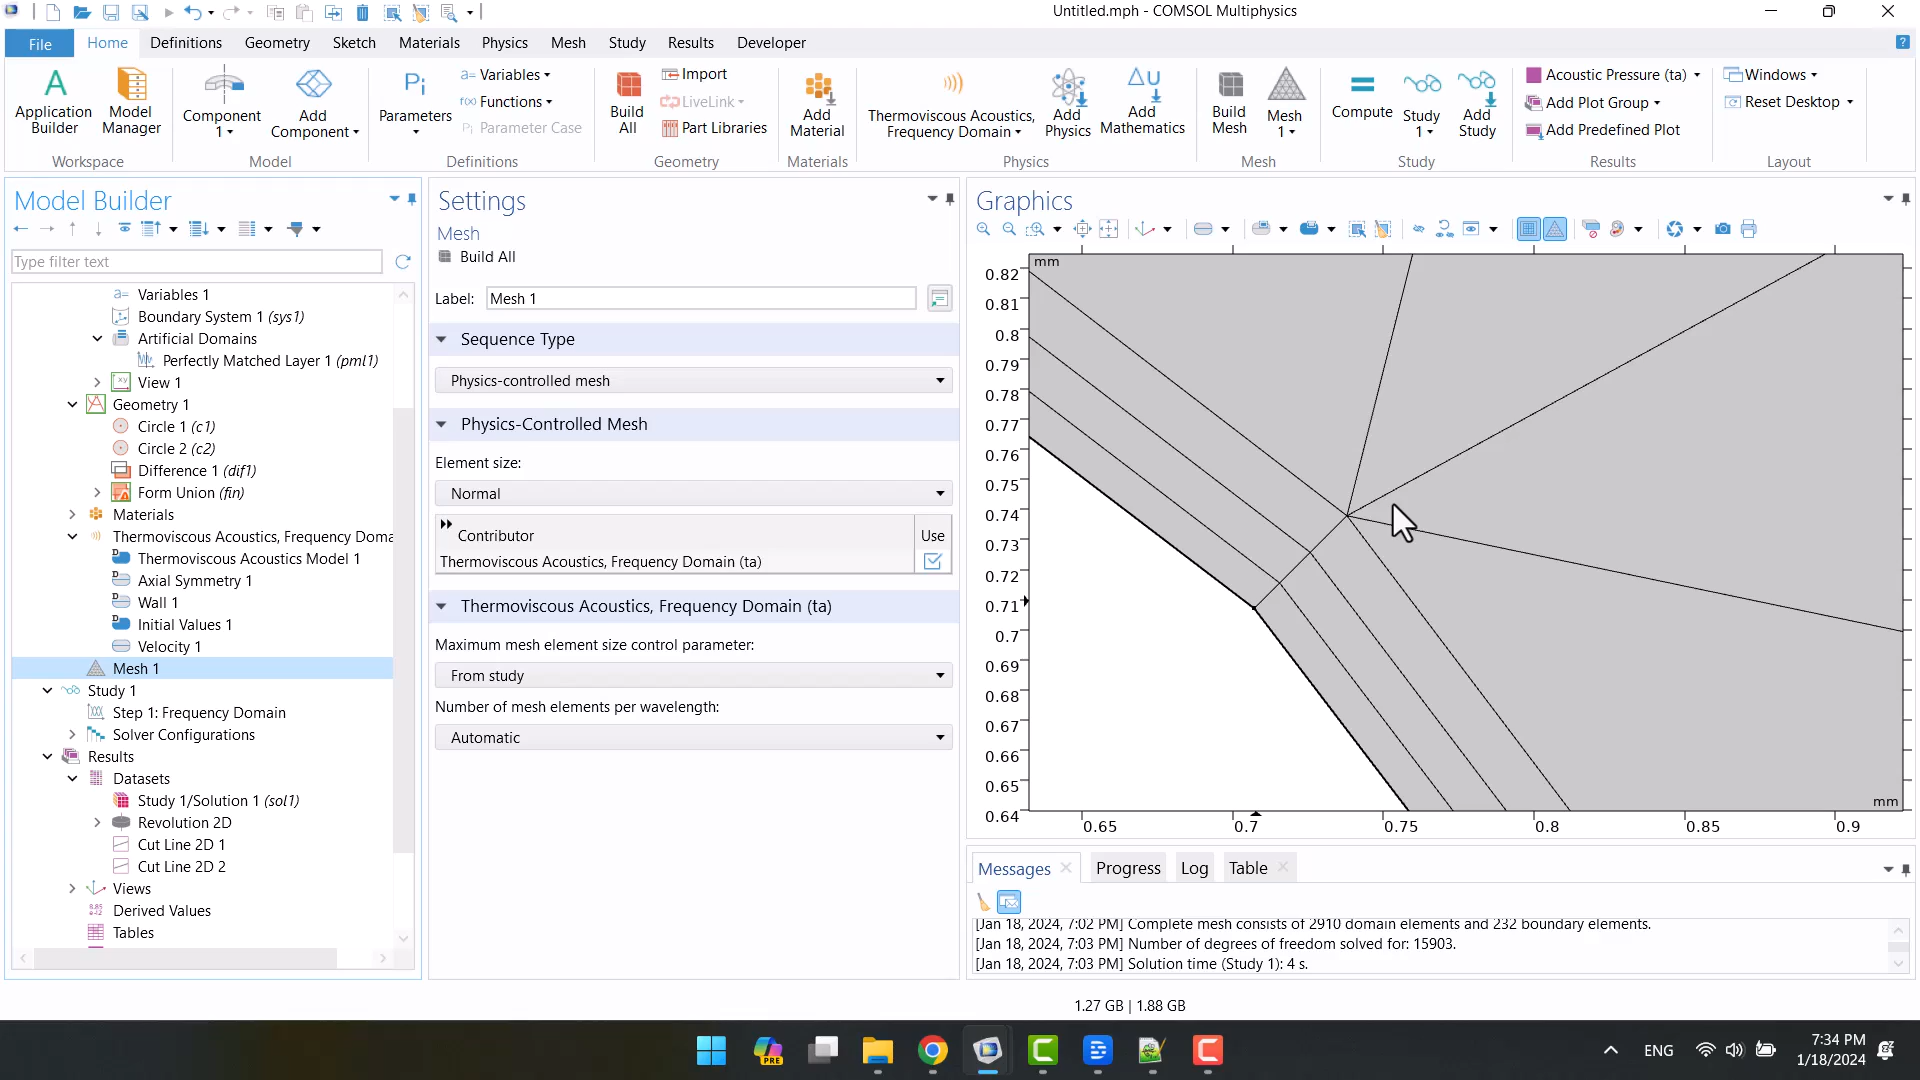 Untitled.mph - COMSOL Multiphysics
File
Home
Definitions
Geometry
Sketch
Materials
Physics
Mesh
Study
Results
Developer
Application Builder
Model Manager
Workspace
Component 1
Add Component
Model
Parameters
a= Variables
f(x) Functions
Pi Parameter Case
Definitions
Build All
Import
LiveLink
Part Libraries
Geometry
Add Material
Materials
Thermoviscous Acoustics, Frequency Domain
Add Physics
Add Mathematics
Physics
Build Mesh
Mesh 1
Mesh
Compute
Study 1
Add Study
Study
Acoustic Pressure (ta)
Add Plot Group
Add Predefined Plot
Results
Windows
Reset Desktop
Layout
Model Builder
Type filter text
a= Variables 1
Boundary System 1 (sys1)
Artificial Domains
Perfectly Matched Layer 1 (pml1)
View 1
Geometry 1
Circle 1 (c1)
Circle 2 (c2)
Difference 1 (dif1)
Form Union (fin)
Materials
Thermoviscous Acoustics, Frequency Doma
Thermoviscous Acoustics Model 1
Axial Symmetry 1
Wall 1
Initial Values 1
Velocity 1
Mesh 1
Study 1
Step 1: Frequency Domain
Solver Configurations
Results
Datasets
Study 1/Solution 1 (sol1)
Revolution 2D
Cut Line 2D 1
Cut Line 2D 2
Views
Derived Values
Tables
Settings
Mesh
Build All
Label: Mesh 1
Sequence Type
Physics-controlled mesh
Physics-Controlled Mesh
Element size:
Normal
Contributor Use
Thermoviscous Acoustics, Frequency Domain (ta)
Thermoviscous Acoustics, Frequency Domain (ta)
Maximum mesh element size control parameter:
From study
Number of mesh elements per wavelength:
Automatic
Graphics
mm
0.82
0.81
0.8
0.79
0.78
0.77
0.76
0.75
0.74
0.73
0.72
0.71
0.7
0.69
0.68
0.67
0.66
0.65
0.64
mm
0.65 0.7 0.75 0.8 0.85 0.9
Messages
Progress
Log
Table
[Jan 18, 2024, 7:02 PM] Complete mesh consists of 2910 domain elements and 232 boundary elements.
[Jan 18, 2024, 7:03 PM] Number of degrees of freedom solved for: 15903.
[Jan 18, 2024, 7:03 PM] Solution time (Study 1): 4 s.
1.27 GB | 1.88 GB
PRE
ENG
7:34 PM
1/18/2024